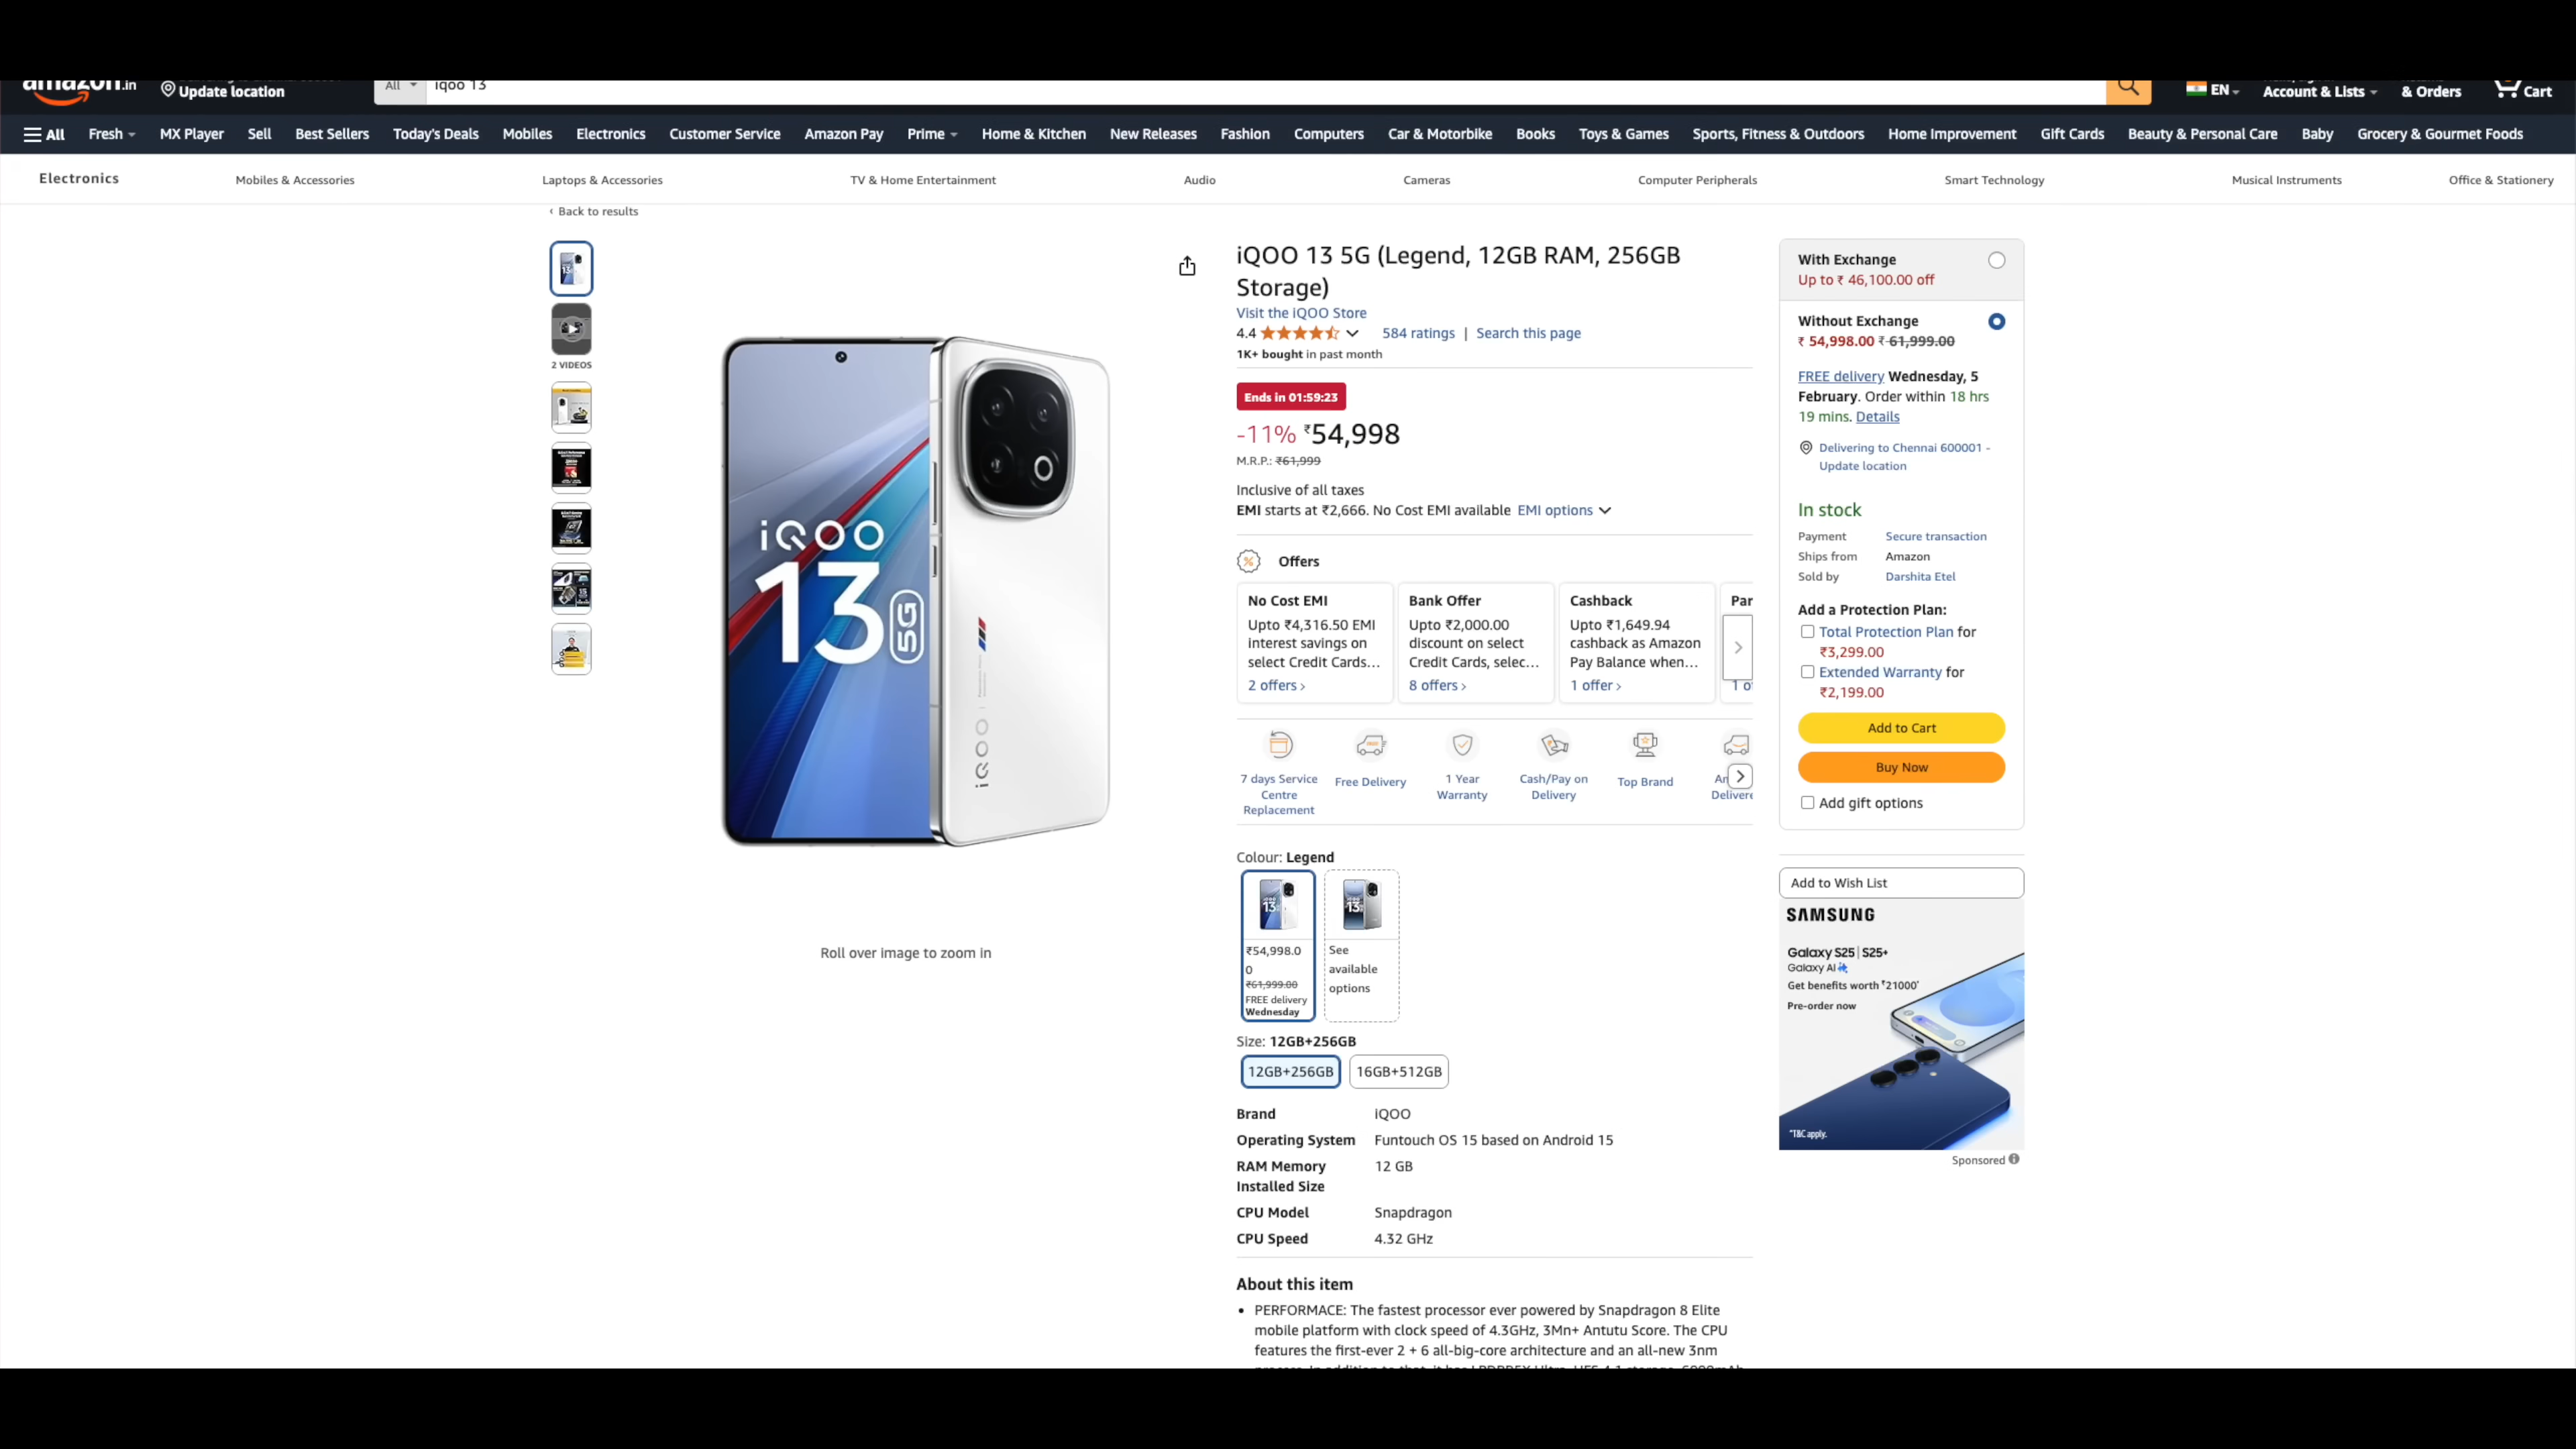 amazon.in
Update location
All
iqoo 13
EN
Account & Lists
& Orders
Cart
All
Fresh
MX Player
Sell
Best Sellers
Today's Deals
Mobiles
Electronics
Customer Service
Amazon Pay
Prime
Home & Kitchen
New Releases
Fashion
Computers
Car & Motorbike
Books
Toys & Games
Sports, Fitness & Outdoors
Home Improvement
Gift Cards
Beauty & Personal Care
Baby
Grocery & Gourmet Foods
Electronics
Mobiles & Accessories
Laptops & Accessories
TV & Home Entertainment
Audio
Cameras
Computer Peripherals
Smart Technology
Musical Instruments
Office & Stationery
‹ Back to results
2 VIDEOS
iQOO
13 5G
iQOO
Roll over image to zoom in
iQOO 13 5G (Legend, 12GB RAM, 256GB
Storage)
Visit the iQOO Store
4.4
584 ratings | Search this page
1K+ bought in past month
Ends in 01:59:23
-11% ₹54,998
M.R.P.: ₹61,999
Inclusive of all taxes
EMI starts at ₹2,666. No Cost EMI available EMI options
Offers
No Cost EMI
Upto ₹4,316.50 EMI
interest savings on
select Credit Cards…
2 offers ›
Bank Offer
Upto ₹2,000.00
discount on select
Credit Cards, selec…
8 offers ›
Cashback
Upto ₹1,649.94
cashback as Amazon
Pay Balance when…
1 offer ›
Par
1 o
7 days Service
Centre
Replacement
Free Delivery
1 Year
Warranty
Cash/Pay on
Delivery
Top Brand
Colour: Legend
₹54,998.0
0
₹61,999.00
FREE delivery
Wednesday
See
available
options
Size: 12GB+256GB
12GB+256GB
16GB+512GB
Brand iQOO
Operating System Funtouch OS 15 based on Android 15
RAM Memory 12 GB
Installed Size
CPU Model Snapdragon
CPU Speed 4.32 GHz
About this item
• PERFORMACE: The fastest processor ever powered by Snapdragon 8 Elite
mobile platform with clock speed of 4.3GHz, 3Mn+ Antutu Score. The CPU
features the first-ever 2 + 6 all-big-core architecture and an all-new 3nm
With Exchange
Up to ₹ 46,100.00 off
Without Exchange
₹ 54,998.00 ₹ 61,999.00
FREE delivery Wednesday, 5
February. Order within 18 hrs
19 mins. Details
Delivering to Chennai 600001 -
Update location
In stock
Payment Secure transaction
Ships from Amazon
Sold by Darshita Etel
Add a Protection Plan:
Total Protection Plan for
₹3,299.00
Extended Warranty for
₹2,199.00
Add to Cart
Buy Now
Add gift options
Add to Wish List
SAMSUNG
Galaxy S25 | S25+
Galaxy AI
Get benefits worth ₹21000*
Pre-order now
*T&C apply.
Sponsored